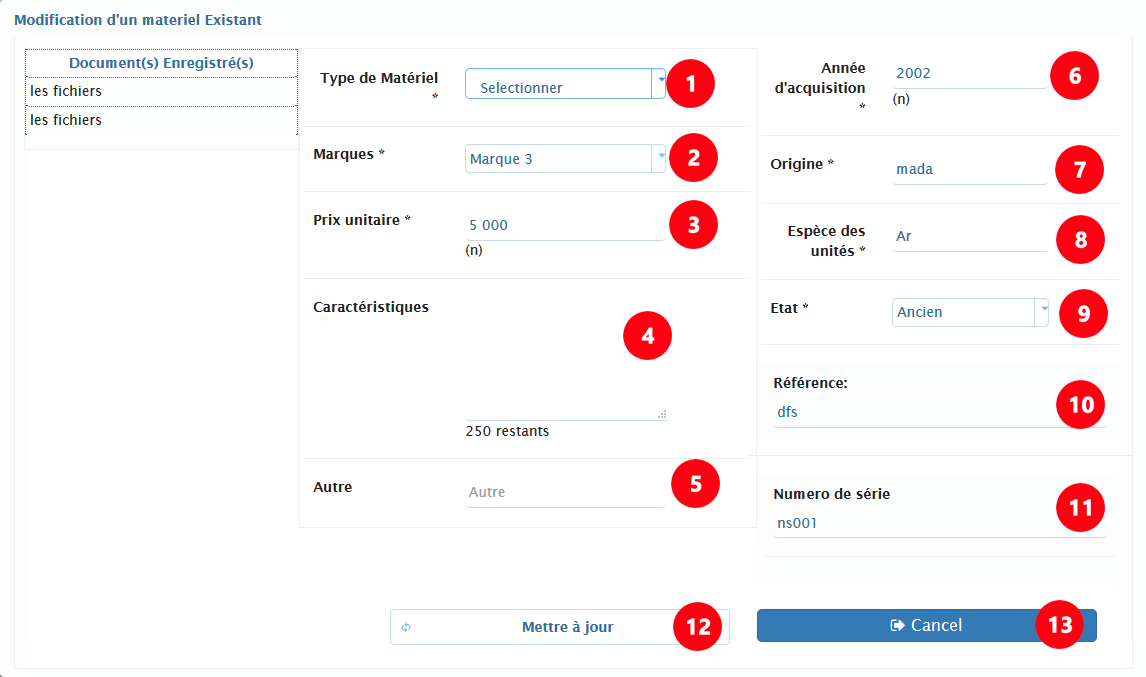 Modification d'un materiel Existant
Document(s) Enregistré(s)
les fichiers
les fichiers
Type de Matériel
*
Selectionner
1
Marques *
Marque 3
2
Prix unitaire *
5 000
3
(n)
Caractéristiques
4
250 restants
Autre
Autre
5
Année
d'acquisition
*
2002
6
(n)
Origine *
mada
7
Espèce des
unités *
Ar
8
Etat *
Ancien
9
Référence:
dfs
10
Numero de série
ns001
11
Mettre à jour
12
Cancel
13